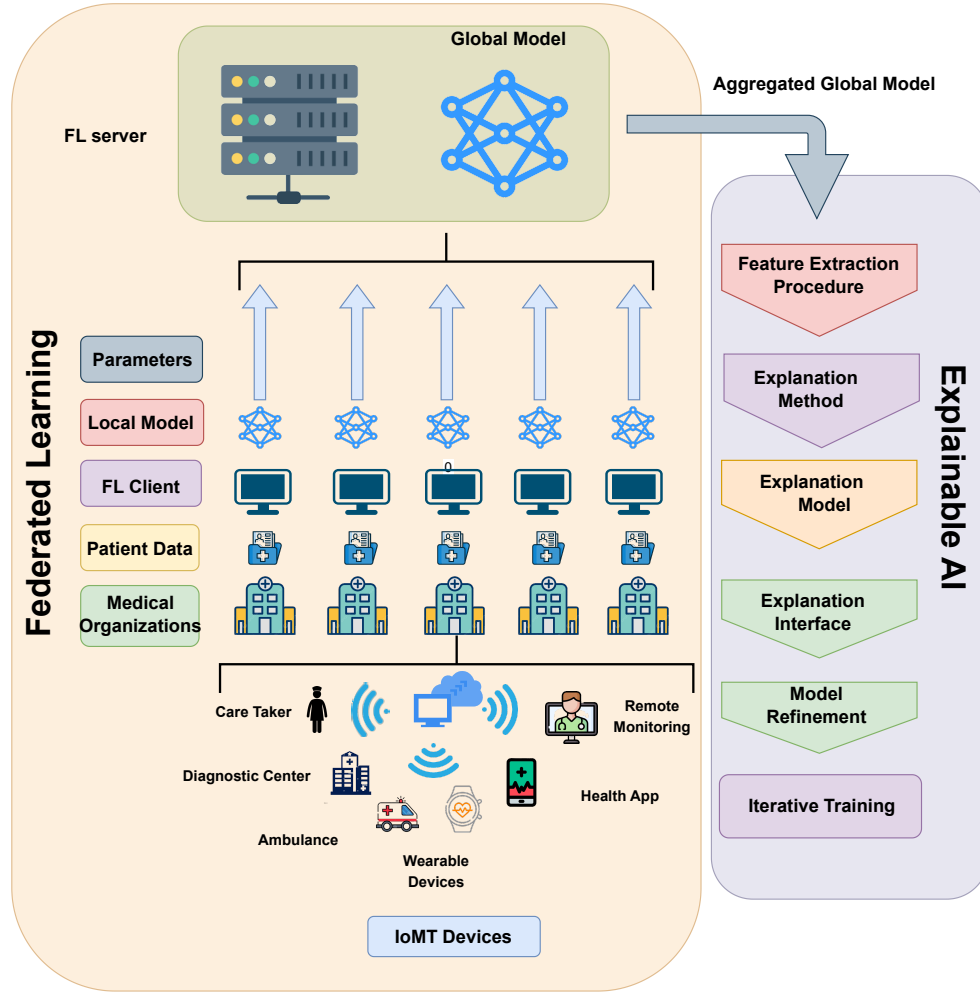 Global Model
FL server
Aggregated Global Model
Federated Learning
Parameters
Local Model
FL Client
0
Patient Data
Medical
Organizations
Care Taker
Remote
Monitoring
Diagnostic Center
Health App
Ambulance
Wearable
Devices
IoMT Devices
Feature Extraction
Procedure
Explanation
Method
Explanation
Model
Explanation
Interface
Model
Refinement
Iterative Training
Explainable AI